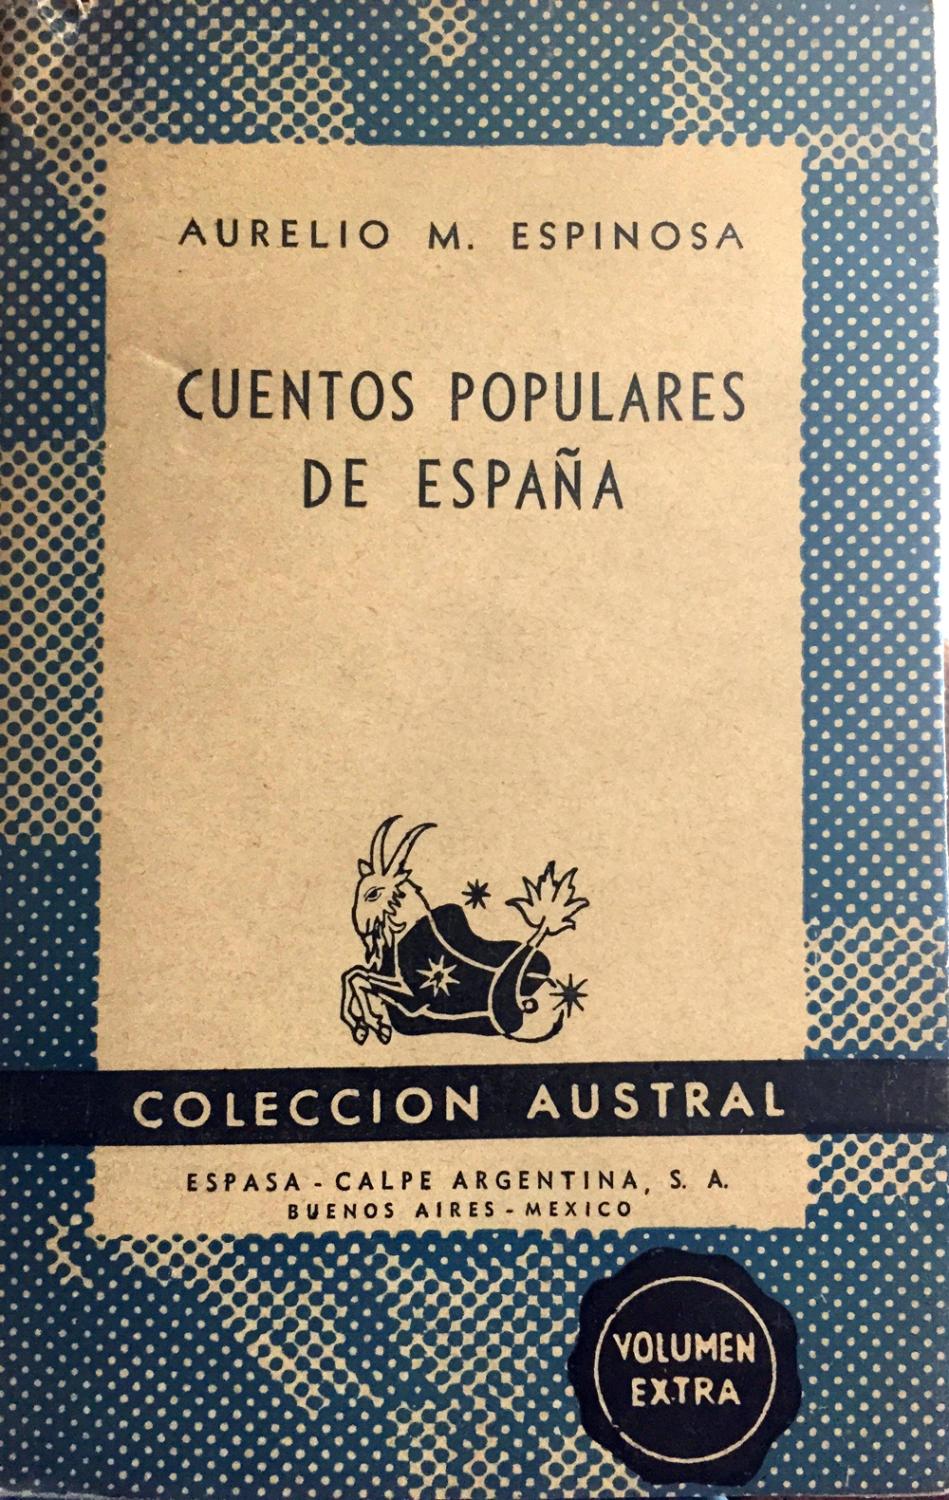 AURELIO M. ESPINOSA
CUENTOS POPULARES
DE ESPAÑA
COLECCION AUSTRAL
ESPASA - CALPE ARGENTINA, S. A.
BUENOS AIRES - MEXICO
VOLUMEN
EXTRA